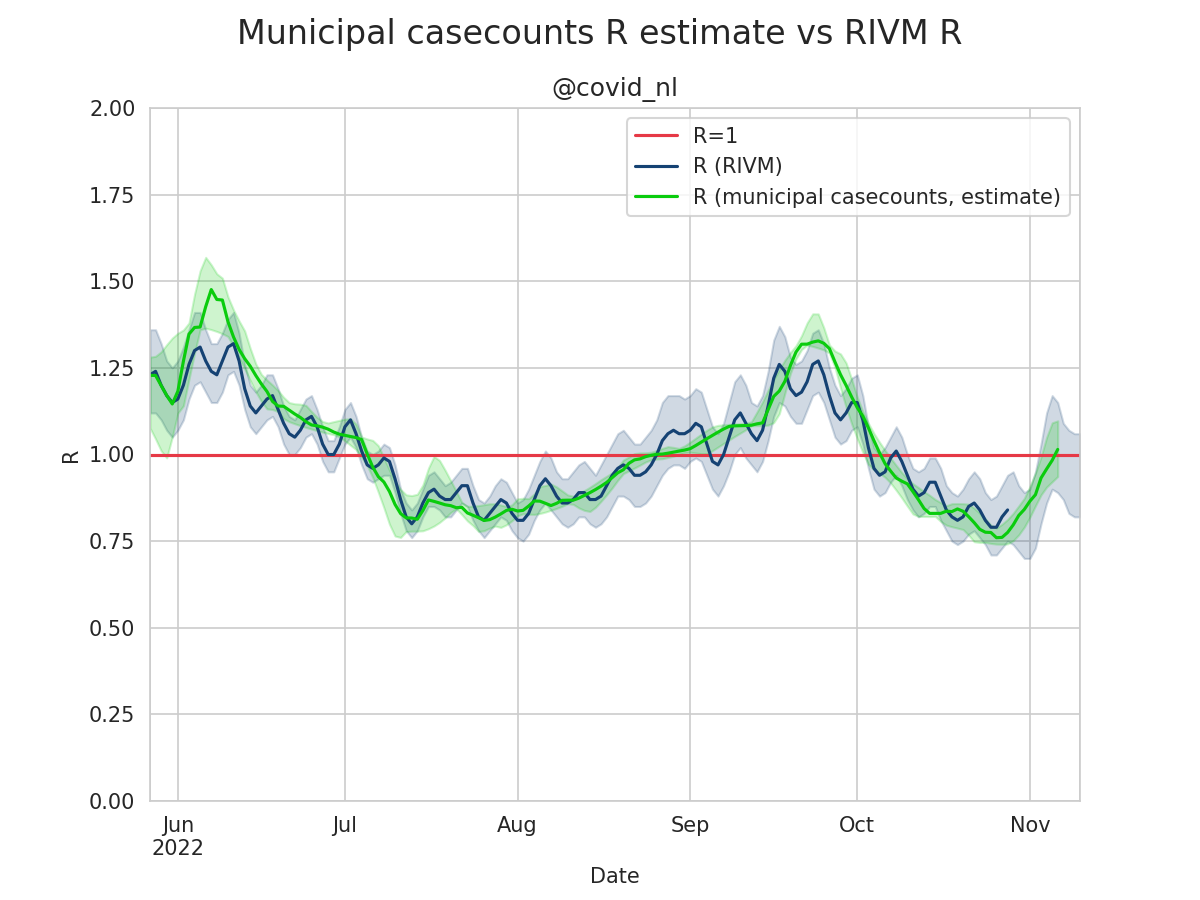 Municipal casecounts R estimate vs RIVM R
@covid_nl
R=1
R (RIVM)
R (municipal casecounts, estimate)
2.00
1.75
1.50
1.25
1.00
0.75
0.50
0.25
0.00
R
Jun Jul Aug Sep Oct Nov
2022
Date